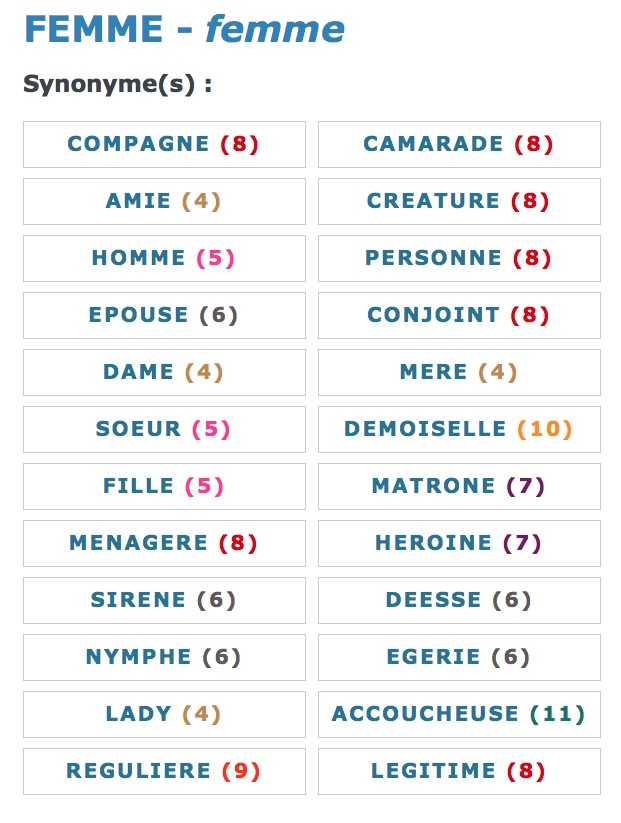 FEMME - femme
Synonyme(s) :
COMPAGNE (8) CAMARADE (8)
AMIE (4) CREATURE (8)
HOMME (5) PERSONNE (8)
EPOUSE (6) CONJOINT (8)
DAME (4) MERE (4)
SOEUR (5) DEMOISELLE (10)
FILLE (5) MATRONE (7)
MENAGERE (8) HEROINE (7)
SIRENE (6) DEESSE (6)
NYMPHE (6) EGERIE (6)
LADY (4) ACCOUCHEUSE (11)
REGULIERE (9) LEGITIME (8)